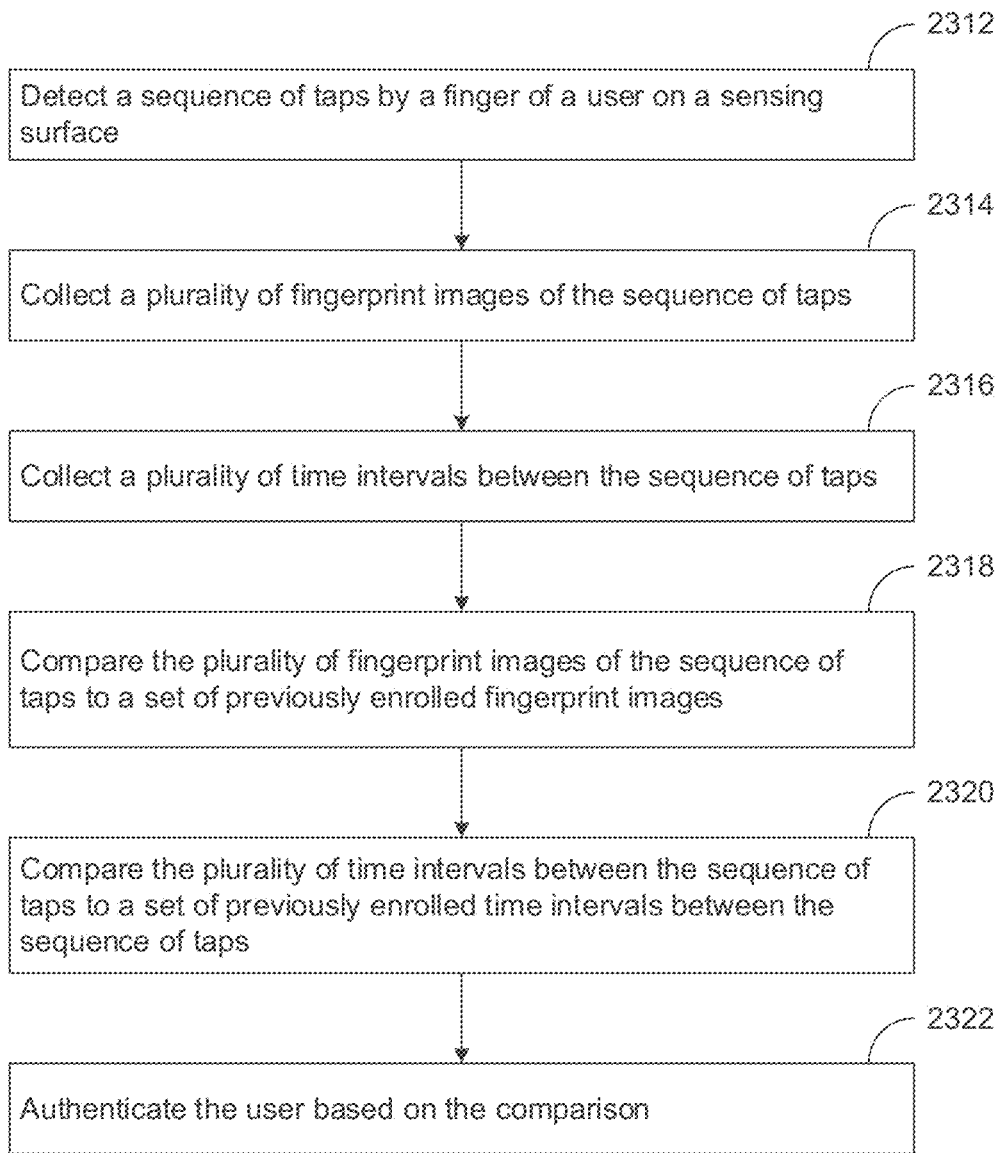 2312
Detect a sequence of taps by a finger of a user on a sensing
surface
2314
Collect a plurality of fingerprint images of the sequence of taps
2316
Collect a plurality of time intervals between the sequence of taps
2318
Compare the plurality of fingerprint images of the sequence of
taps to a set of previously enrolled fingerprint images
2320
Compare the plurality of time intervals between the sequence of
taps to a set of previously enrolled time intervals between the
sequence of taps
2322
Authenticate the user based on the comparison